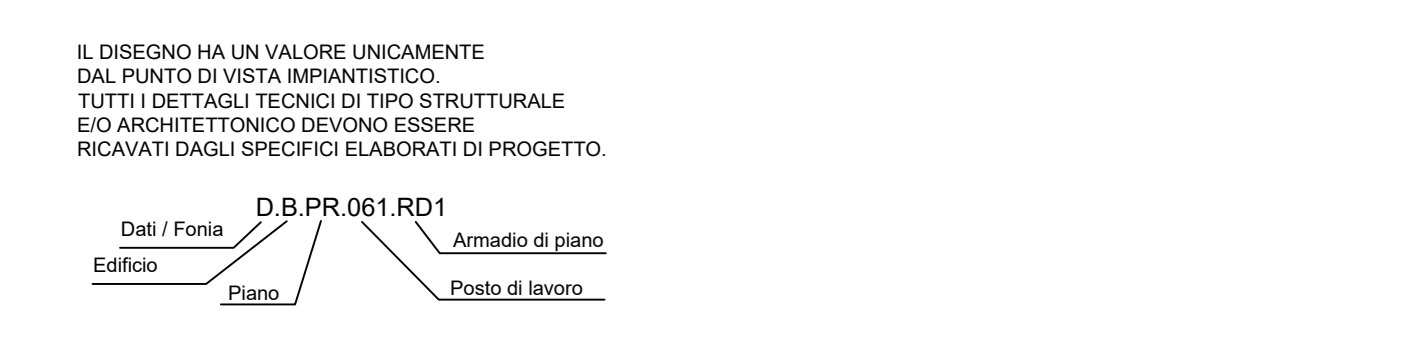 IL DISEGNO HA UN VALORE UNICAMENTE
DAL PUNTO DI VISTA IMPIANTISTICO.
TUTTI I DETTAGLI TECNICI DI TIPO STRUTTURALE
E/O ARCHITETTONICO DEVONO ESSERE
RICAVATI DAGLI SPECIFICI ELABORATI DI PROGETTO.
D.B.PR.061.RD1
Dati / Fonia
Armadio di piano
Edificio
Piano
Posto di lavoro